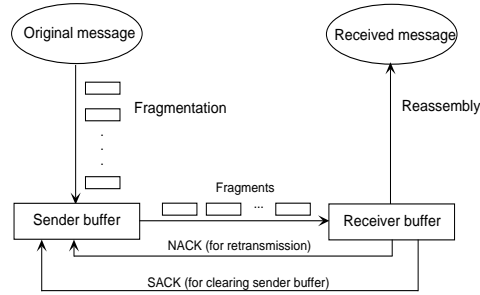 Original message
Received message
Fragmentation
Reassembly
.
.
.
Fragments
...
Sender buffer
Receiver buffer
NACK (for retransmission)
SACK (for clearing sender buffer)